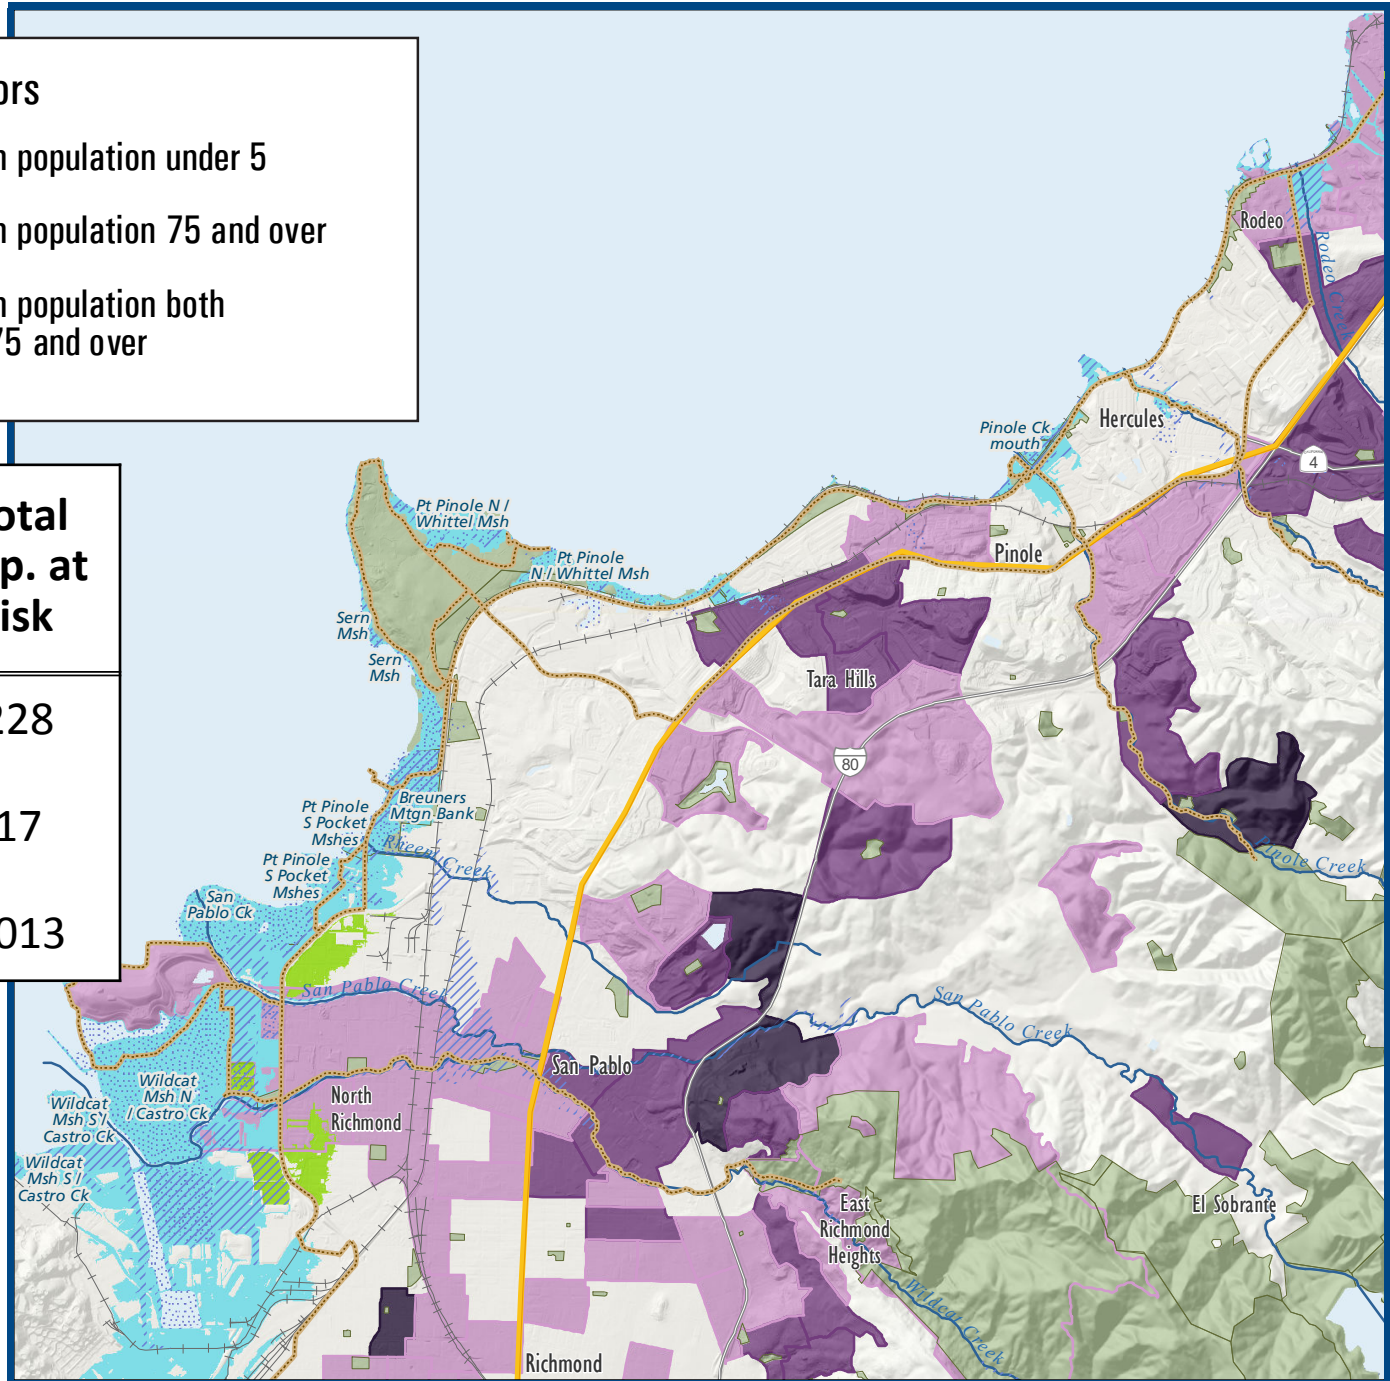 ors
n population under 5
n population 75 and over
n population both
75 and over
otal
p. at
isk
228
17
013
Rodeo
Rodeo Creek
Hercules
Pinole Ck
mouth
4
Pt Pinole N /
Whittel Msh
Pt Pinole
N / Whittel Msh
Pinole
Sern
Msh
Sern
Msh
Tara Hills
80
Breuners
Mtgn Bank
Pt Pinole
S Pocket
Mshes
Rheem Creek
Pt Pinole
S Pocket
Mshes
Pinole Creek
San
Pablo Ck
San Pablo Creek
San Pablo Creek
San Pablo
Wildcat
Msh N
/ Castro Ck
North
Richmond
Wildcat
Msh S /
Castro Ck
Wildcat
Msh S /
Castro Ck
East
Richmond
Heights
El Sobrante
Wildcat Creek
Richmond